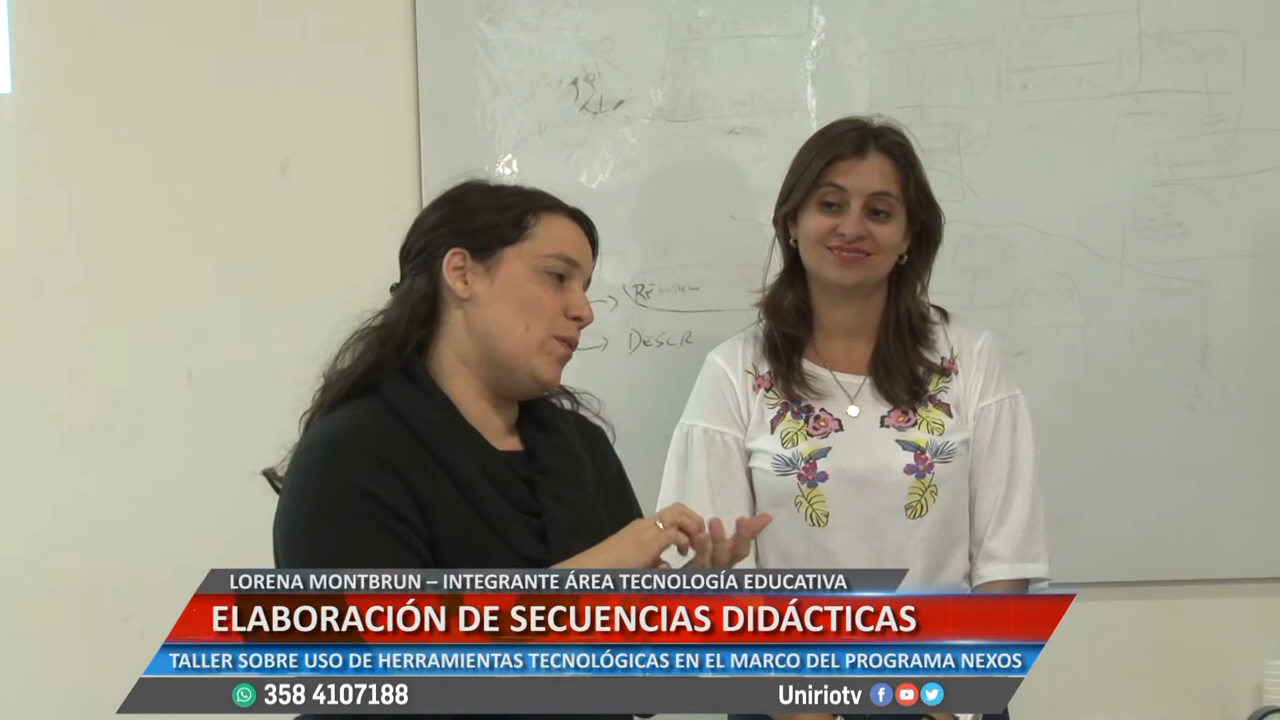 DESCR
LORENA MONTBRUN – INTEGRANTE ÁREA TECNOLOGÍA EDUCATIVA
ELABORACIÓN DE SECUENCIAS DIDÁCTICAS
TALLER SOBRE USO DE HERRAMIENTAS TECNOLÓGICAS EN EL MARCO DEL PROGRAMA NEXOS
358 4107188 Uniriotv